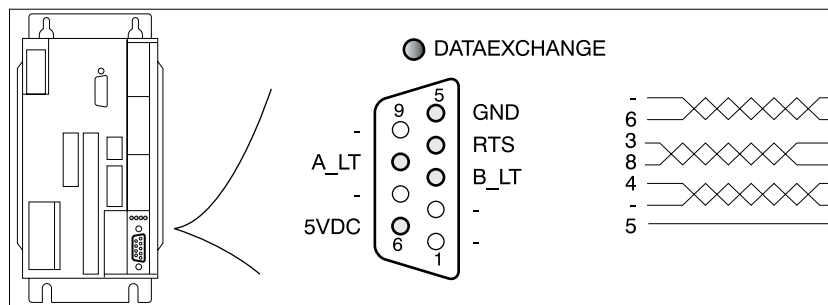 DATAEXCHANGE
9 5 GND
-
RTS
A_LT
B_LT
-
-
5VDC
6 -
1
-
6
3
8
4
-
5